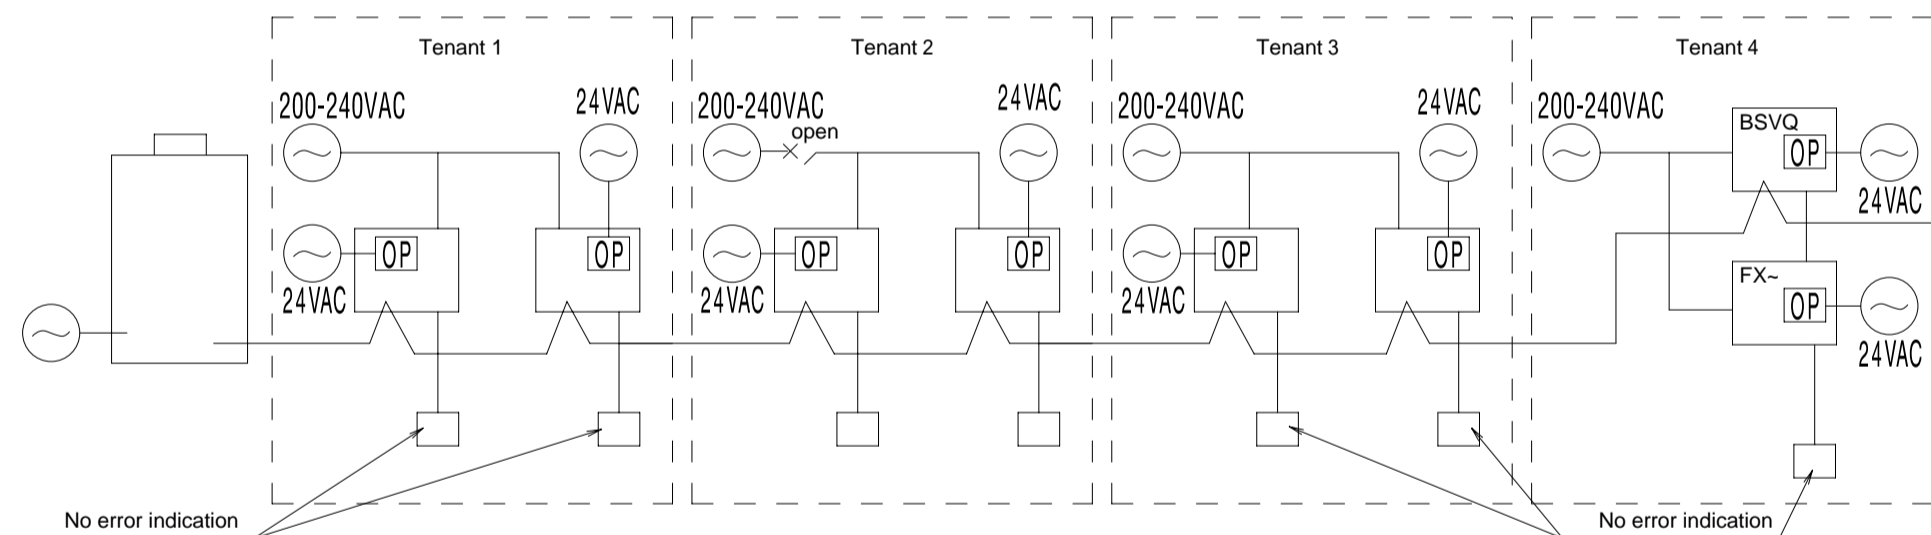 Tenant 1
Tenant 2
Tenant 3
Tenant 4
200-240VAC
24VAC
200-240VAC
open
24VAC
200-240VAC
24VAC
200-240VAC
BSVQ
OP
24VAC
OP
24VAC
OP
OP
24VAC
OP
OP
24VAC
OP
FX~
OP
24VAC
No error indication
No error indication